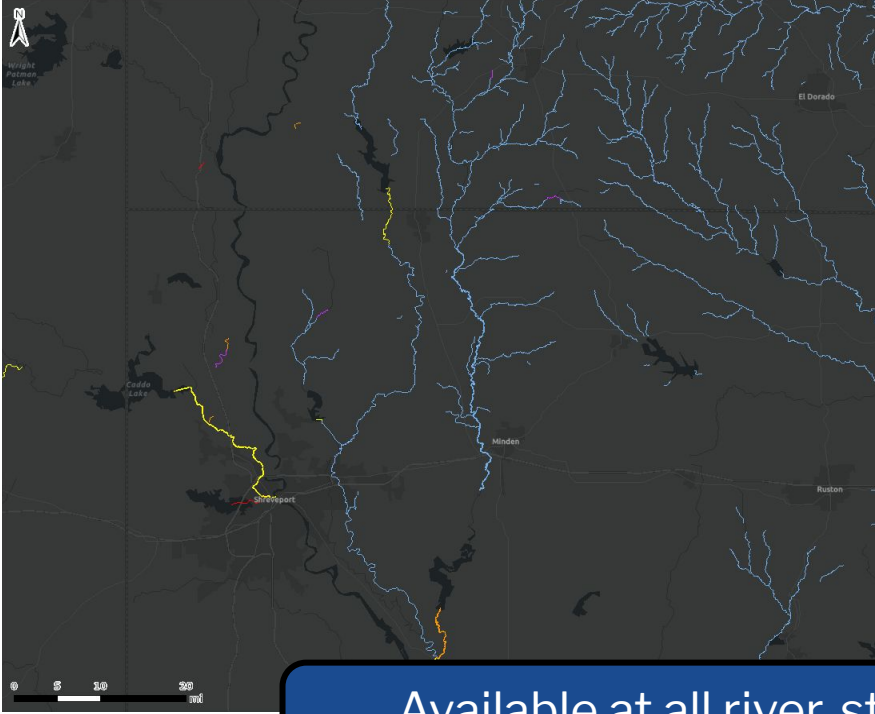 N
Wright
Patman
Lake
El Dorado
Caddo
Lake
Minden
Shreveport
Ruston
0 5 10 20
mi
Available at all river, st